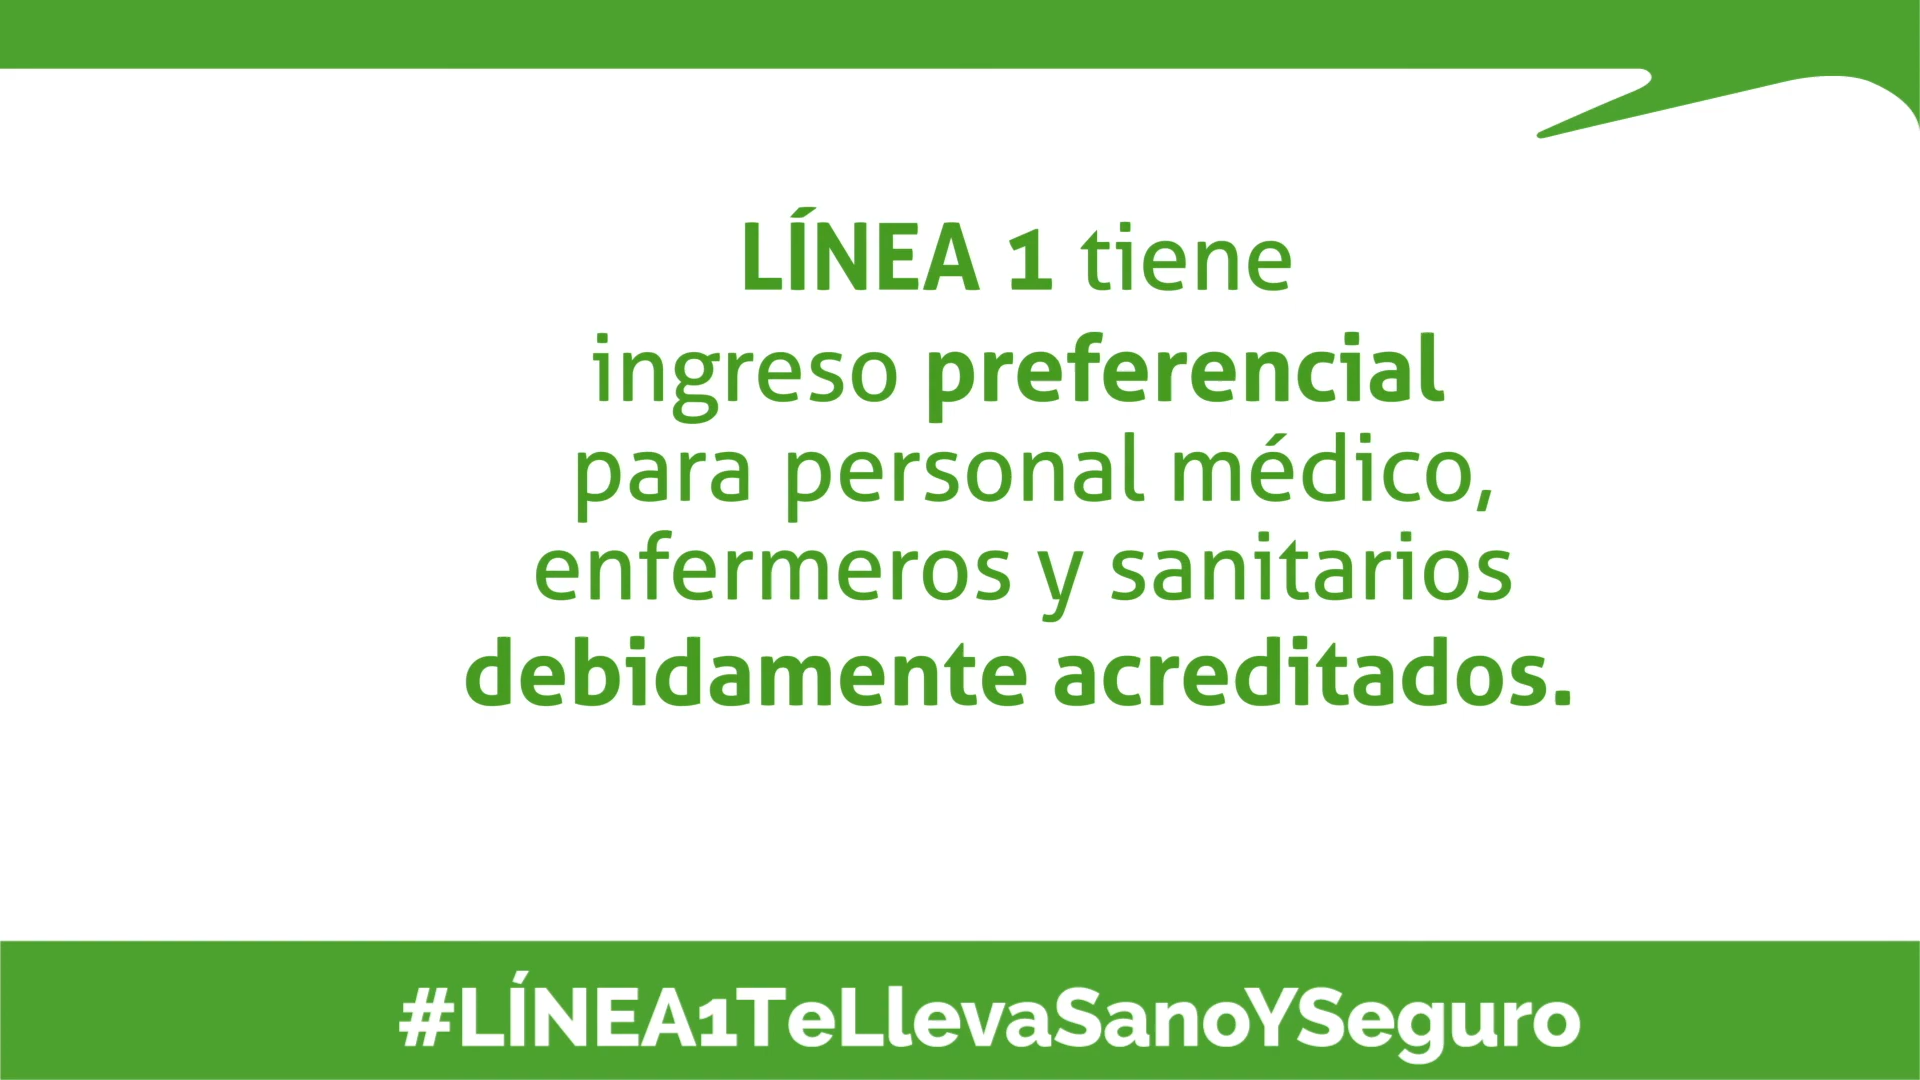 LÍNEA 1 tiene
ingreso preferencial
para personal médico,
enfermeros y sanitarios
debidamente acreditados.
#LÍNEA1TeLlevaSanoYSeguro